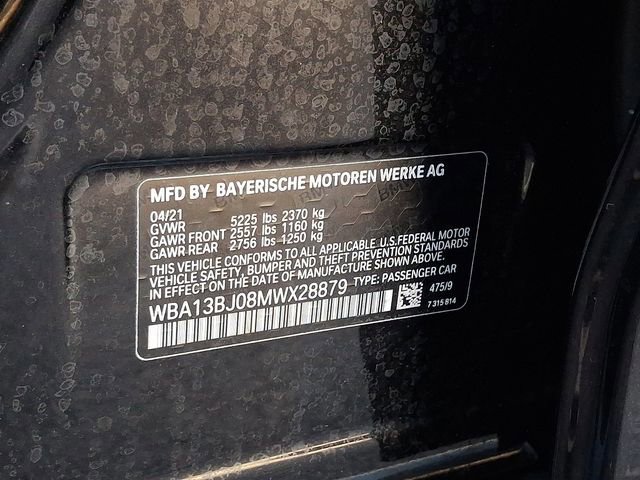 MFD BY BAYERISCHE MOTOREN WERKE AG
04/21
GVWR 5225 lbs 2370 kg
GAWR FRONT 2557 lbs 1160 kg
GAWR REAR 2756 lbs 1250 kg
THIS VEHICLE CONFORMS TO ALL APPLICABLE U.S.FEDERAL MOTOR
VEHICLE SAFETY, BUMPER AND THEFT PREVENTION STANDARDS
IN EFFECT ON THE DATE OF MANUFACTURE SHOWN ABOVE.
WBA13BJ08MWX28879 TYPE: PASSENGER CAR
475/9
7 315 814